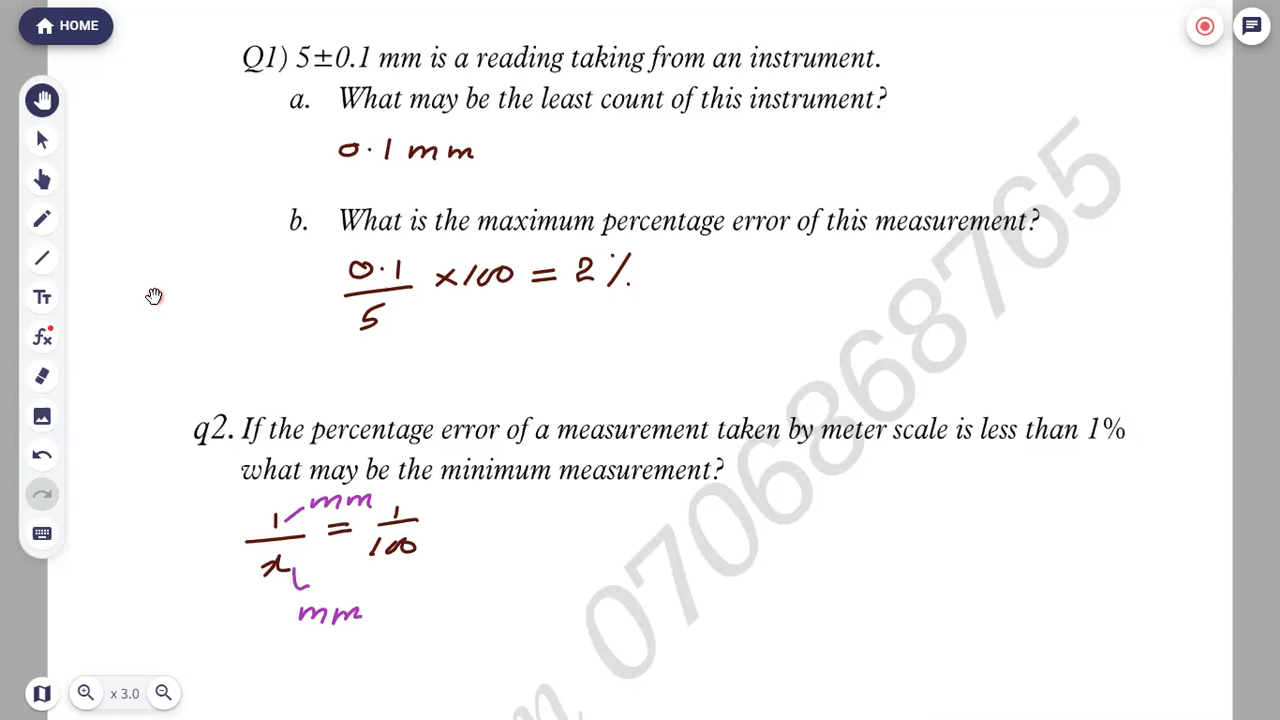 HOME
Q1) 5±0.1 mm is a reading taking from an instrument.
a. What may be the least count of this instrument?
0.1 mm
b. What is the maximum percentage error of this measurement?
0.1/5 ×100 = 2 %
q2. If the percentage error of a measurement taken by meter scale is less than 1%
what may be the minimum measurement?
mm
1/x = 1/100
mm
0706868765
m
Tт
fx
x 3.0